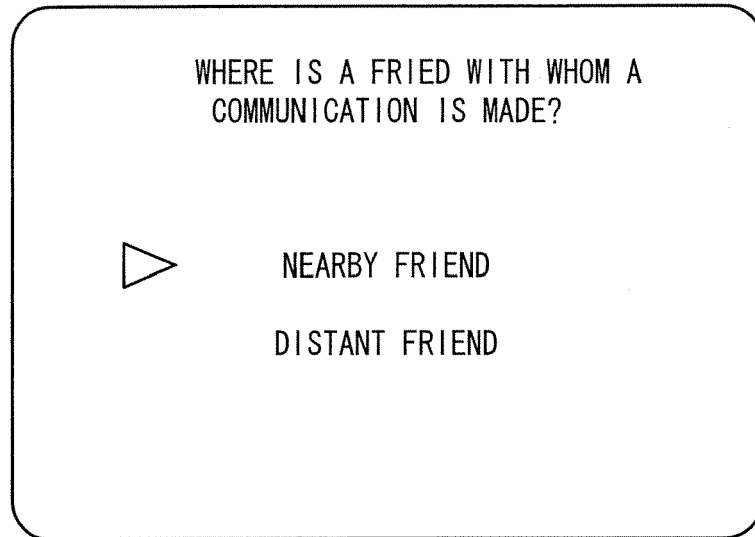 WHERE IS A FRIED WITH WHOM A
COMMUNICATION IS MADE?
NEARBY FRIEND
DISTANT FRIEND